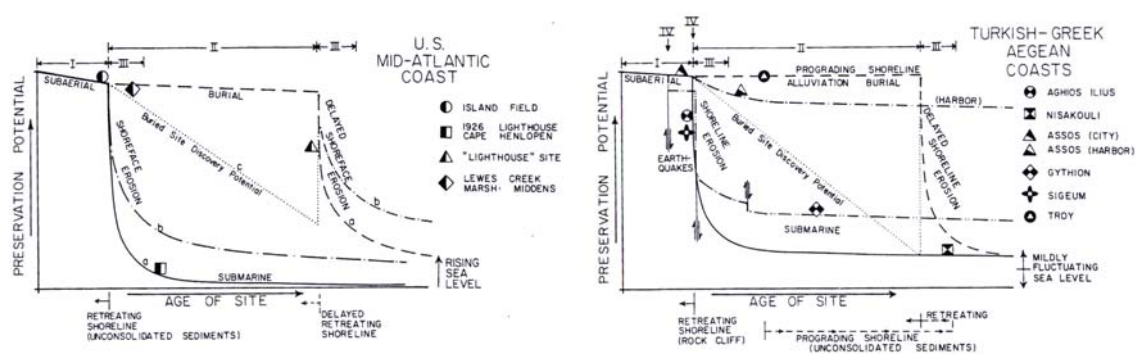 U.S.
MID-ATLANTIC
COAST
I
II
III
III
SUBAERIAL
BURIAL
SHOREFACE EROSION
Buried Site Discovery Potential
c
DELAYED SHOREFACE EROSION
b
a
b
a
SUBMARINE
PRESERVATION POTENTIAL
AGE OF SITE
ISLAND FIELD
1926 LIGHTHOUSE
CAPE HENLOPEN
"LIGHTHOUSE" SITE
LEWES CREEK
MARSH-MIDDENS
RISING
SEA
LEVEL
RETREATING
SHORELINE
(UNCONSOLIDATED SEDIMENTS)
DELAYED
RETREATING
SHORELINE
TURKISH-GREEK
AEGEAN
COASTS
IV
IV
I
II
III
III
SUBAERIAL
PROGRADING SHORELINE
ALLUVIATION BURIAL
(HARBOR)
SHORELINE EROSION
Buried Site Discovery Potential
DELAYED SHORELINE EROSION
EARTH-
QUAKES
SUBMARINE
PRESERVATION POTENTIAL
AGE OF SITE
AGHIOS ILIUS
NISAKOULI
ASSOS (CITY)
ASSOS (HARBOR)
GYTHION
SIGEUM
TROY
MILDLY
FLUCTUATING
SEA LEVEL
RETREATING
SHORELINE
(ROCK CLIFF)
RETREATING
PROGRADING SHORELINE
(UNCONSOLIDATED SEDIMENTS)